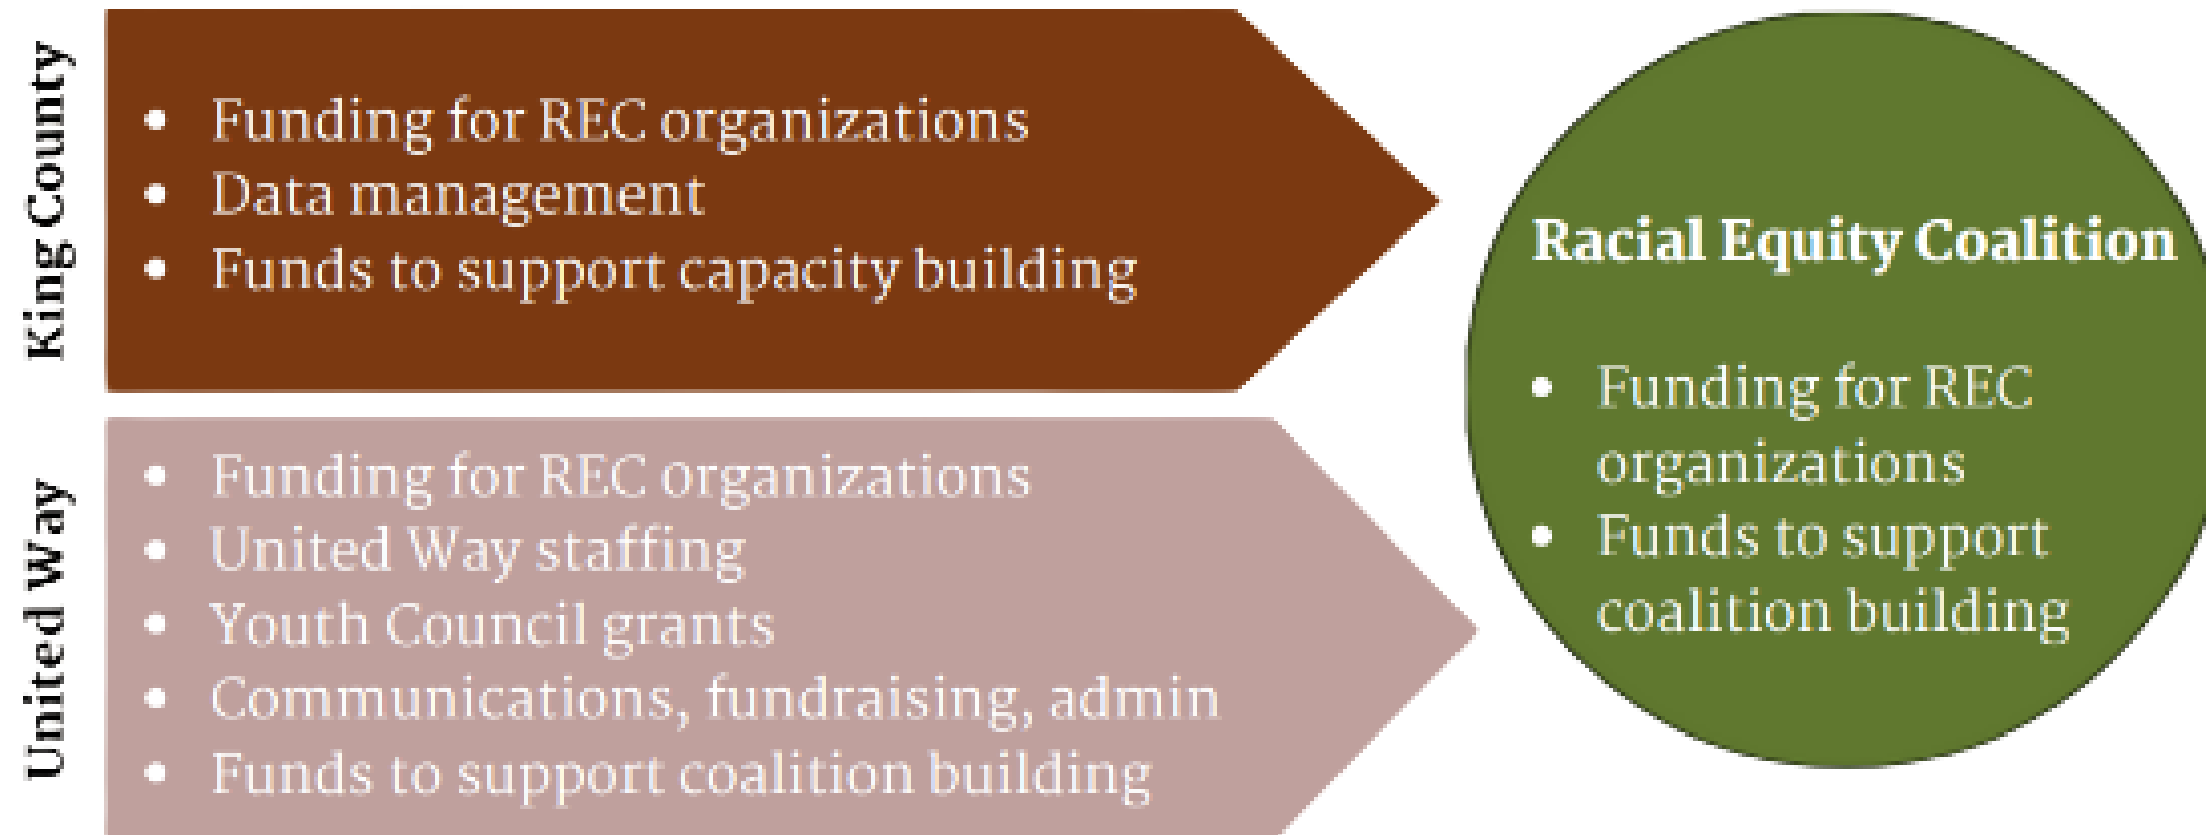 King County
• Funding for REC organizations
• Data management
• Funds to support capacity building
United Way
• Funding for REC organizations
• United Way staffing
• Youth Council grants
• Communications, fundraising, admin
• Funds to support coalition building
Racial Equity Coalition
• Funding for REC
organizations
• Funds to support
coalition building